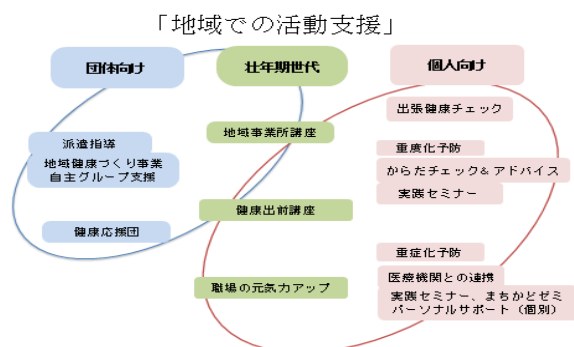 「地域での活動支援」
団体向け
壮年期世代
個人向け
出張健康チェック
地域事業所講座
派遣指導
地域健康づくり事業
自主グループ支援
重度化予防
からだチェック& アドバイス
実践セミナー
健康出前講座
健康応援団
重症化予防
医療機関との連携
職場の元気力アップ
実践セミナー、まちかどゼミ
パーソナルサポート（個別）